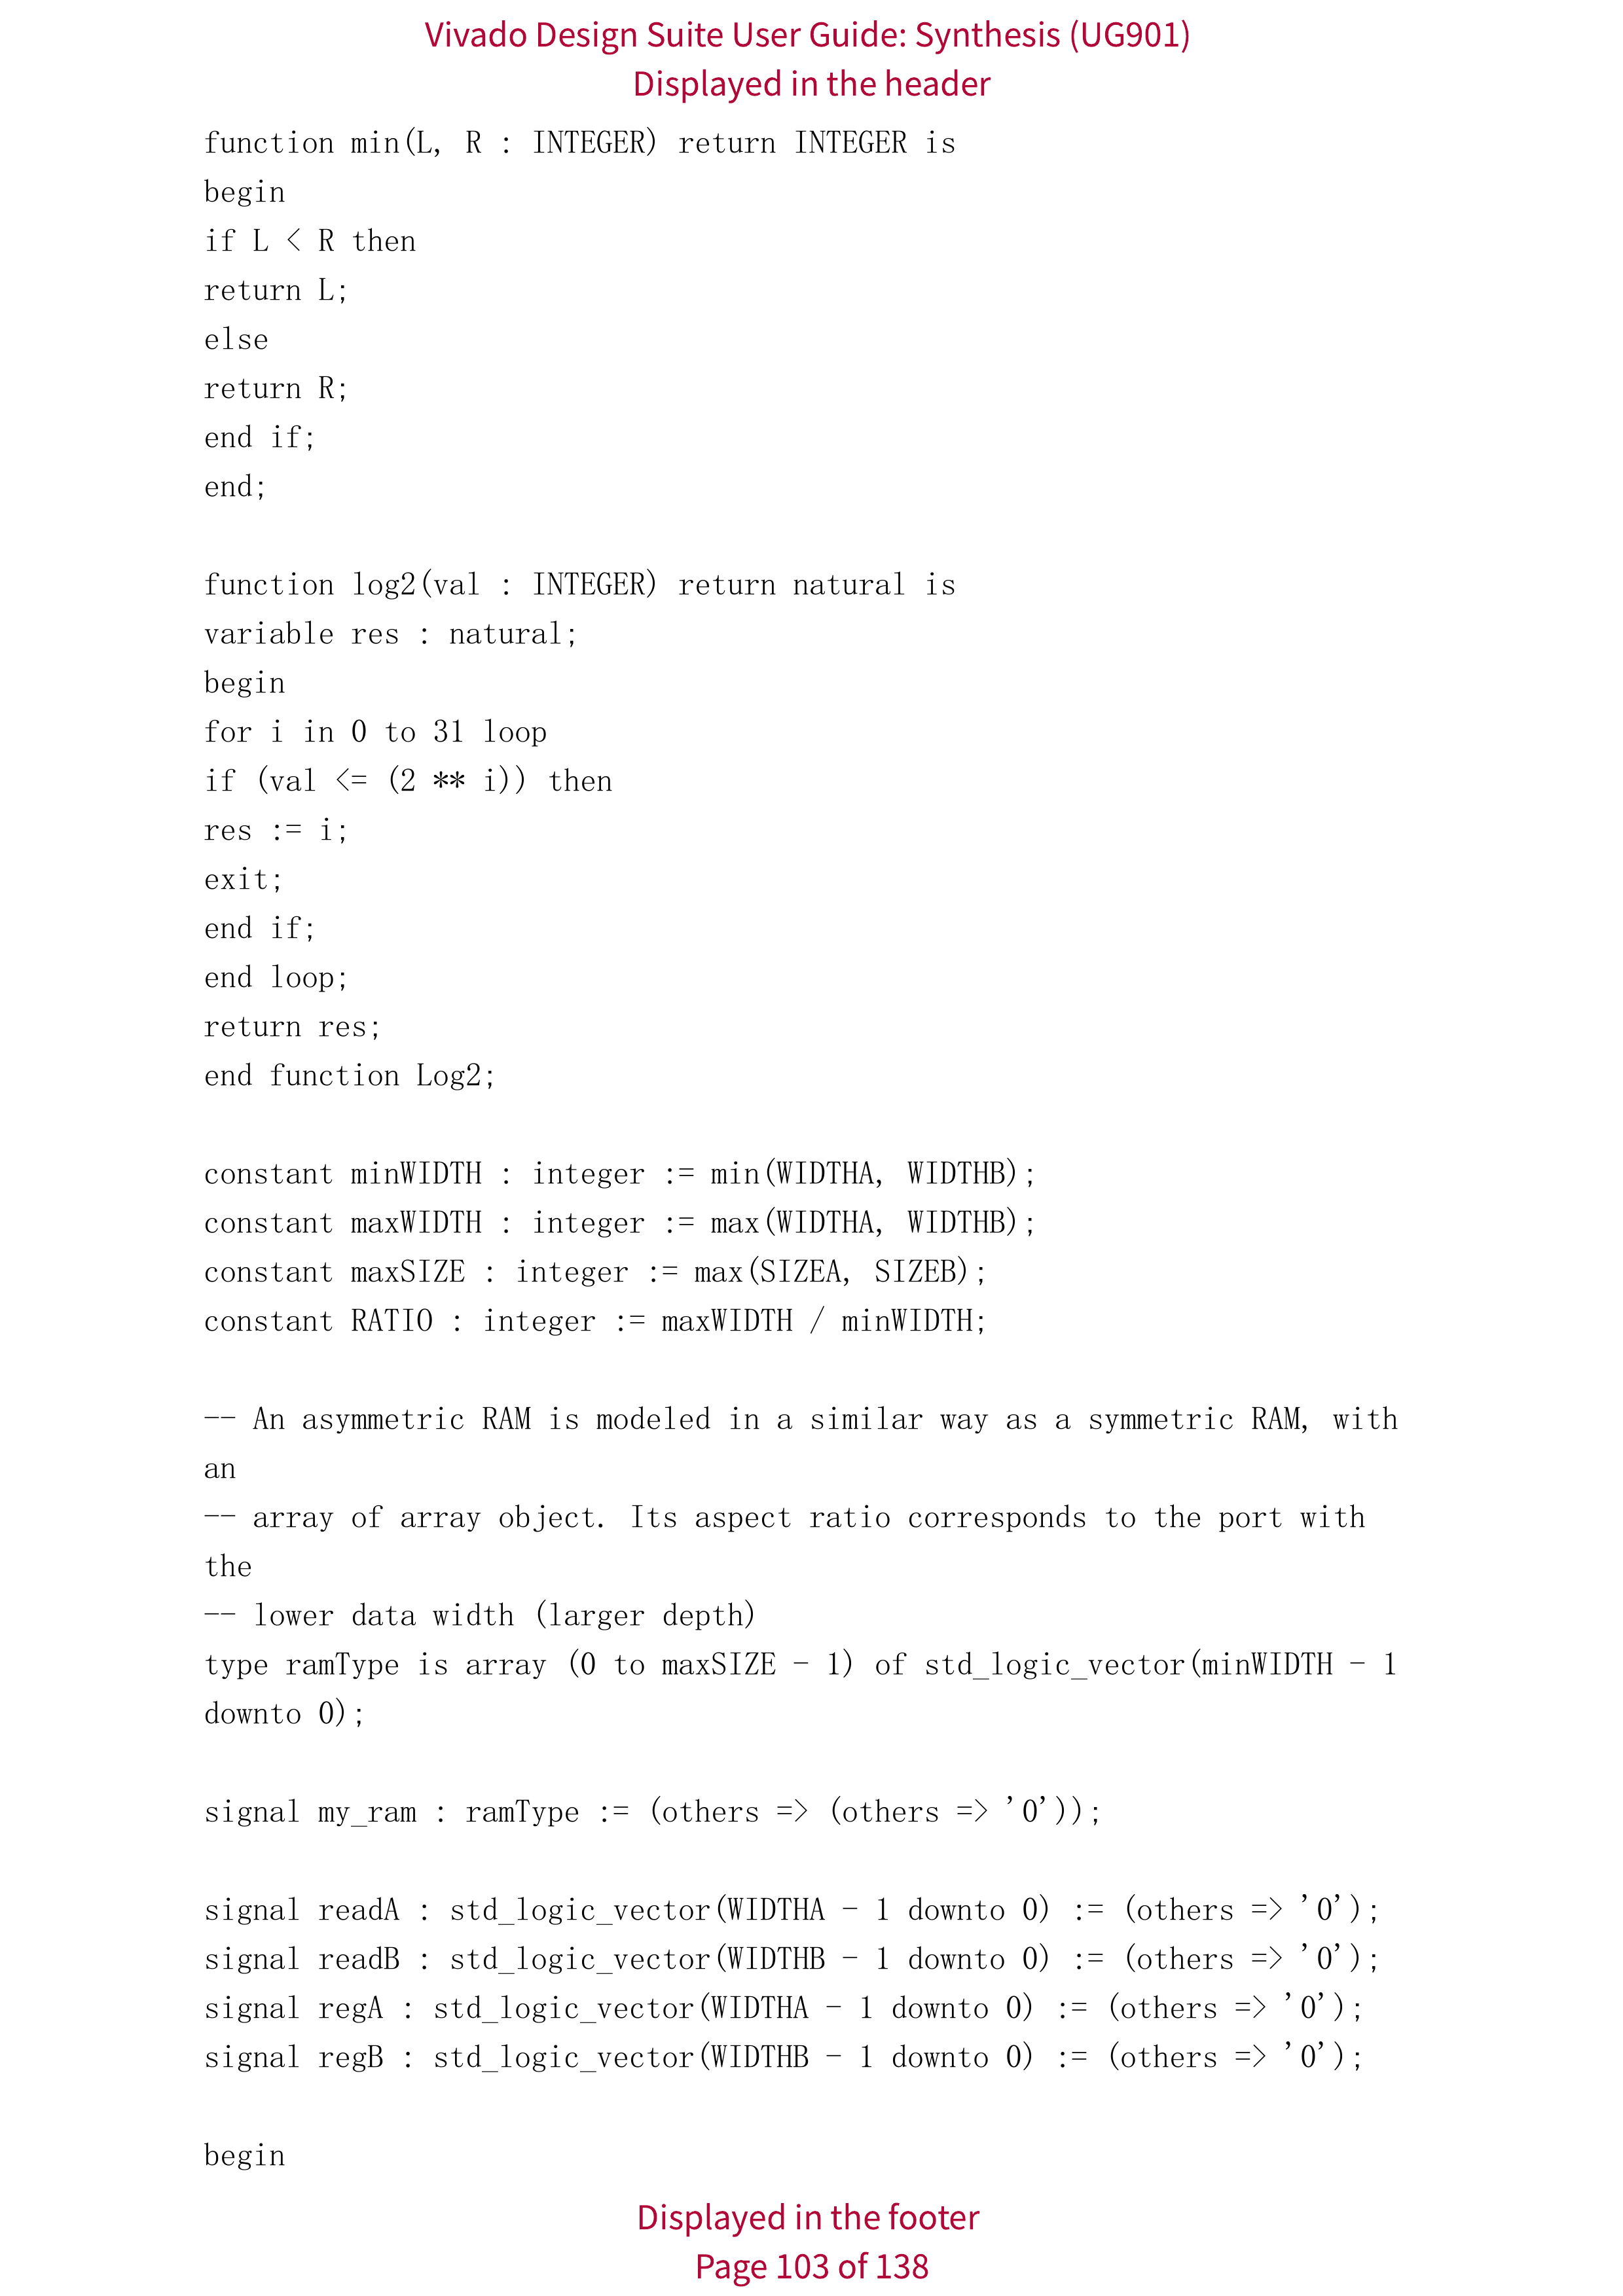 Vivado Design Suite User Guide: Synthesis (UG901)
Displayed in the header
function min(L, R : INTEGER) return INTEGER is
begin
if L < R then
return L;
else
return R;
end if;
end;

function log2(val : INTEGER) return natural is
variable res : natural;
begin
for i in 0 to 31 loop
if (val <= (2 ** i)) then
res := i;
exit;
end if;
end loop;
return res;
end function Log2;

constant minWIDTH : integer := min(WIDTHA, WIDTHB);
constant maxWIDTH : integer := max(WIDTHA, WIDTHB);
constant maxSIZE : integer := max(SIZEA, SIZEB);
constant RATIO : integer := maxWIDTH / minWIDTH;

-- An asymmetric RAM is modeled in a similar way as a symmetric RAM, with
an
-- array of array object. Its aspect ratio corresponds to the port with
the
-- lower data width (larger depth)
type ramType is array (0 to maxSIZE - 1) of std_logic_vector(minWIDTH - 1
downto 0);

signal my_ram : ramType := (others => (others => '0'));

signal readA : std_logic_vector(WIDTHA - 1 downto 0) := (others => '0');
signal readB : std_logic_vector(WIDTHB - 1 downto 0) := (others => '0');
signal regA : std_logic_vector(WIDTHA - 1 downto 0) := (others => '0');
signal regB : std_logic_vector(WIDTHB - 1 downto 0) := (others => '0');

begin
Displayed in the footer
Page 103 of 138